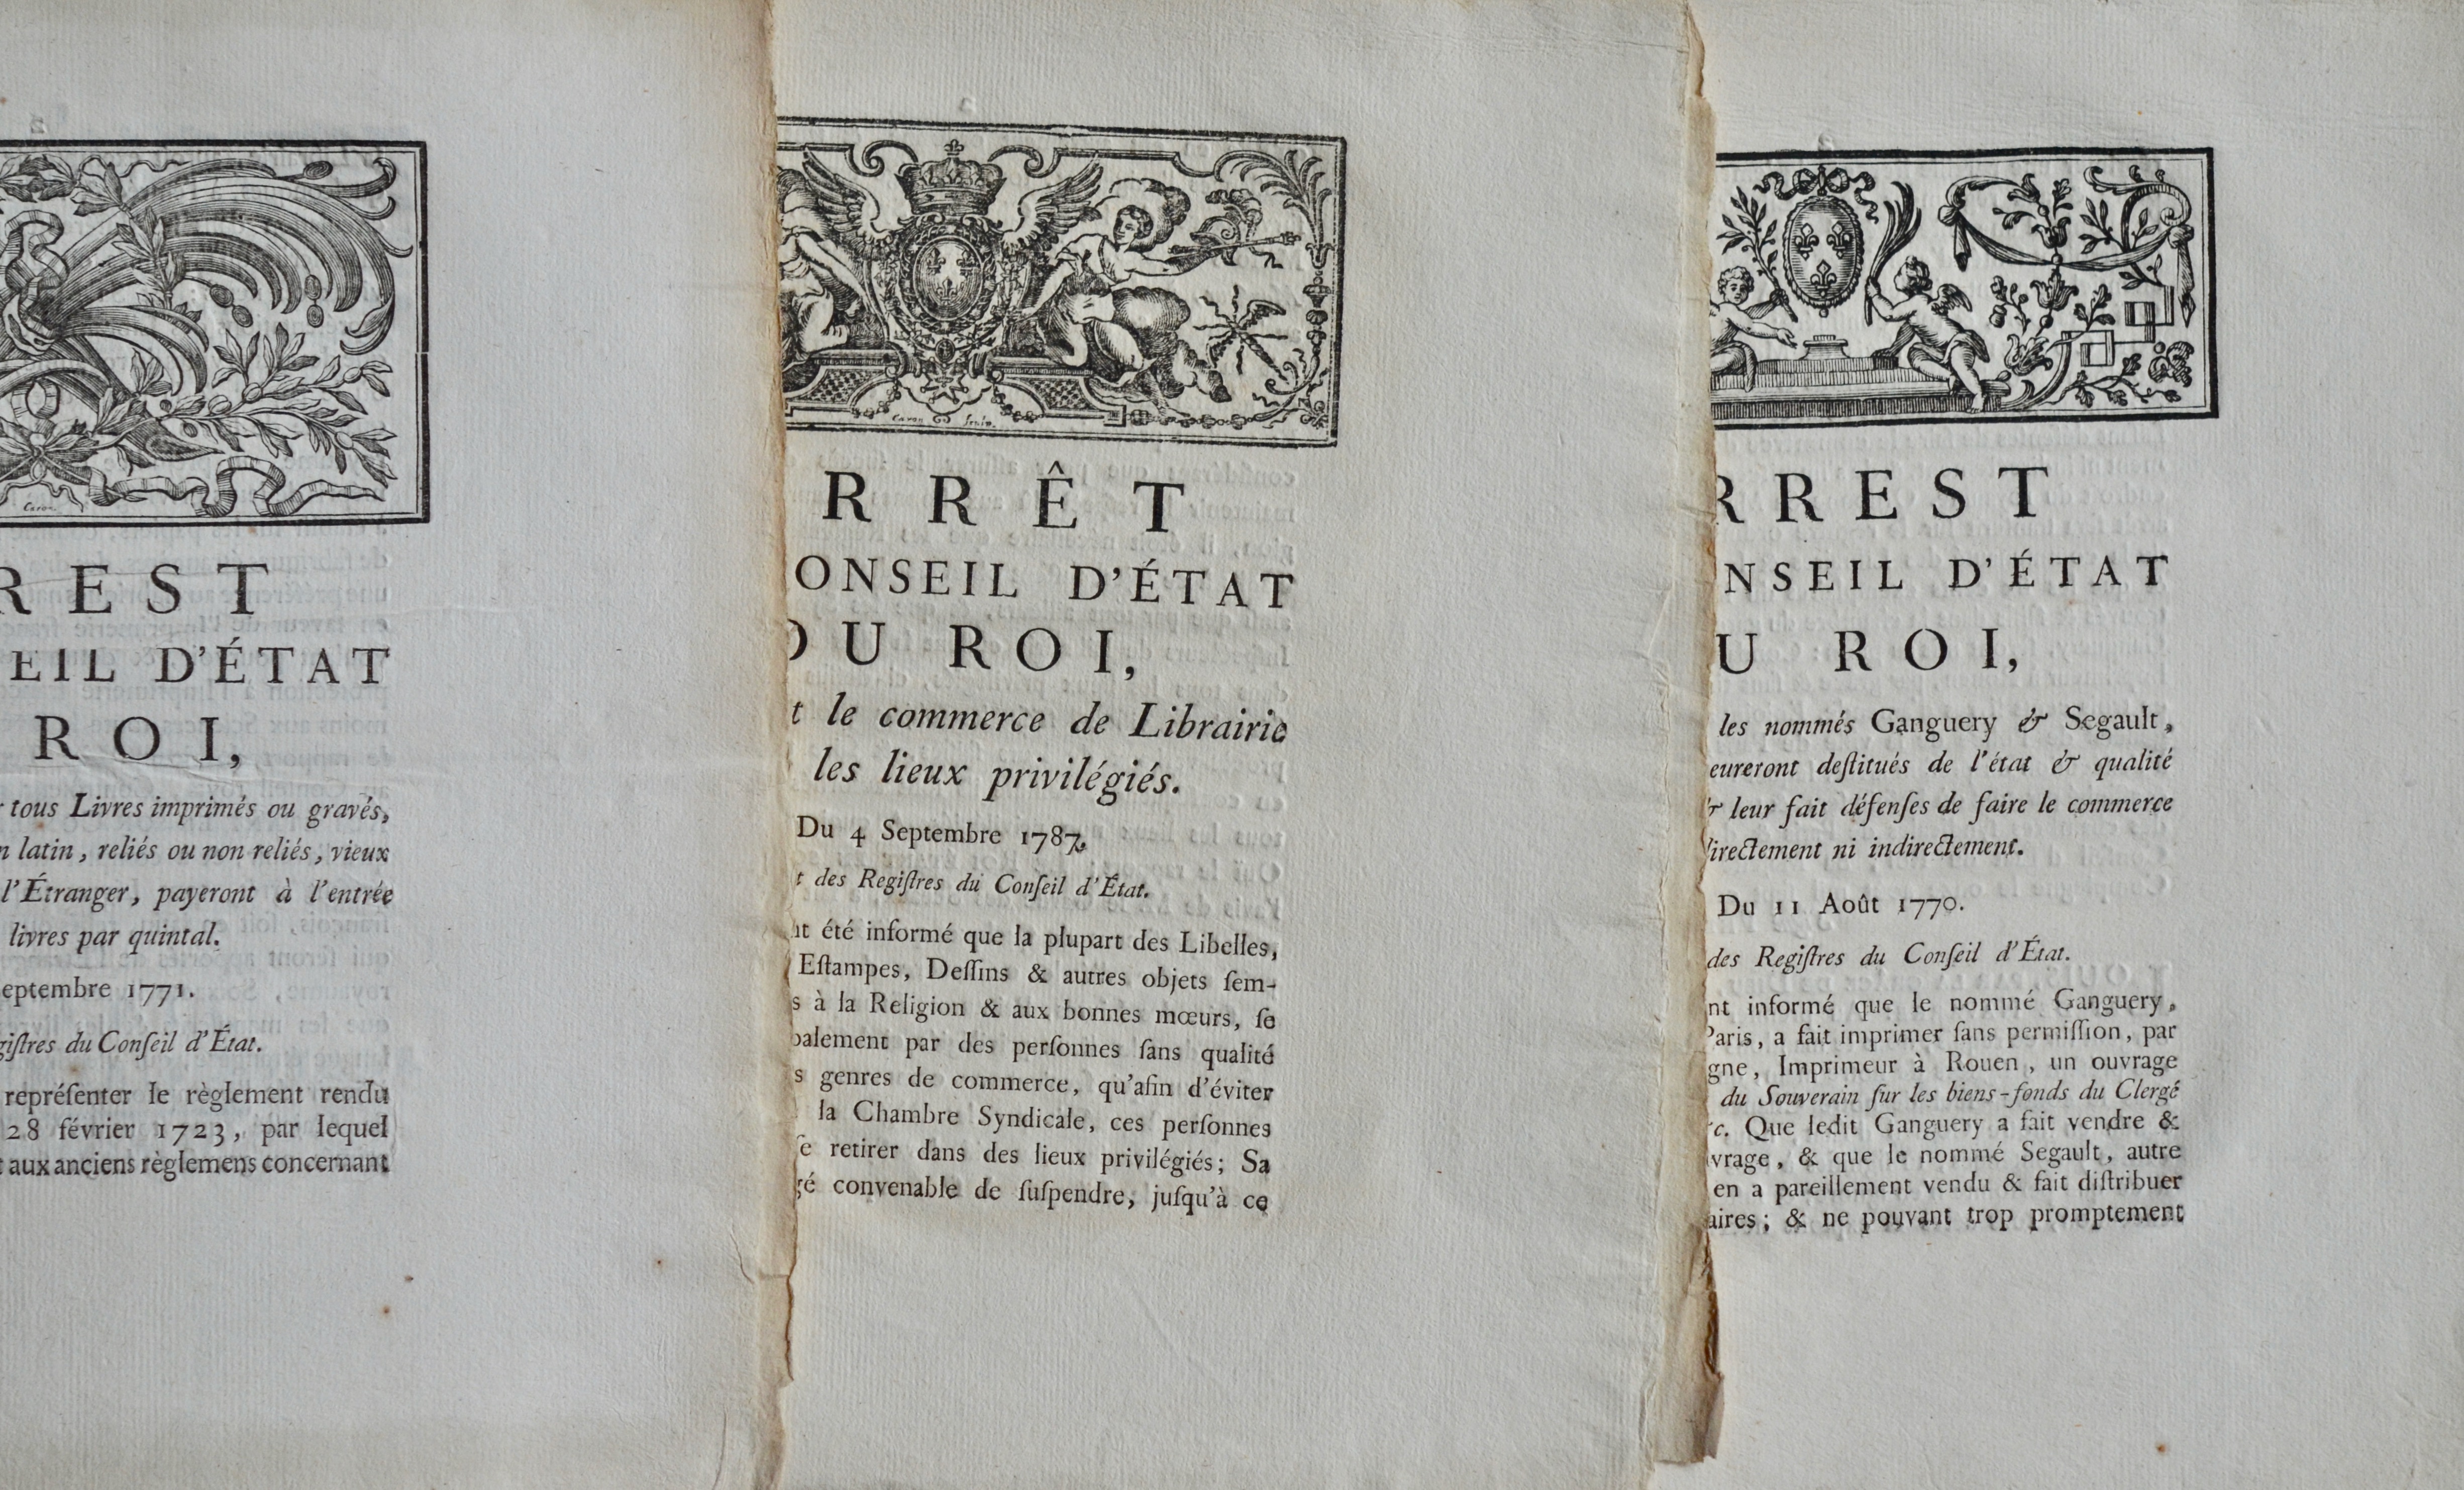 Caron.
REST
EIL D'ÉTAT
ROI,
tous Livres imprimés ou gravés,
latin, reliés ou non reliés, vieux
l'Étranger, payeront à l'entrée
livres par quintal.
eptembre 1771.
giſtres du Conſeil d'État.
repréſenter le règlement rendu
28 février 1723, par lequel
aux anciens règlemens concernant
Caron
RRÊT
ONSEIL D'ÉTAT
DU ROI,
t le commerce de Librairie
les lieux privilégiés.
Du 4 Septembre 1787.
t des Regiſtres du Conſeil d'État.
nt été informé que la plupart des Libelles,
Eſtampes, Deſſins & autres objets ſem-
s à la Religion & aux bonnes mœurs, ſe
palement par des perſonnes ſans qualité
s genres de commerce, qu'afin d'éviter
la Chambre Syndicale, ces perſonnes
ſe retirer dans des lieux privilégiés; Sa
gé convenable de ſuſpendre, juſqu'à ce
RREST
NSEIL D'ÉTAT
U ROI,
les nommés Ganguery & Segault,
eureront deſtitués de l'état & qualité
& leur fait défenſes de faire le commerce
directement ni indirectement.
Du 11 Août 1770.
des Regiſtres du Conſeil d'État.
nt informé que le nommé Ganguery,
Paris, a fait imprimer ſans permiſſion, par
gne, Imprimeur à Rouen, un ouvrage
du Souverain ſur les biens-fonds du Clergé
c. Que ledit Ganguery a fait vendre &
vrage, & que le nommé Segault, autre
en a pareillement vendu & fait diſtribuer
aires; & ne pouvant trop promptement